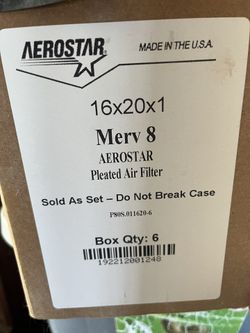 AEROSTAR
MADE IN THE U.S.A.
16x20x1
Merv 8
AEROSTAR
Pleated Air Filter
Sold As Set – Do Not Break Case
P80S.011620-6
Box Qty: 6
192212001248